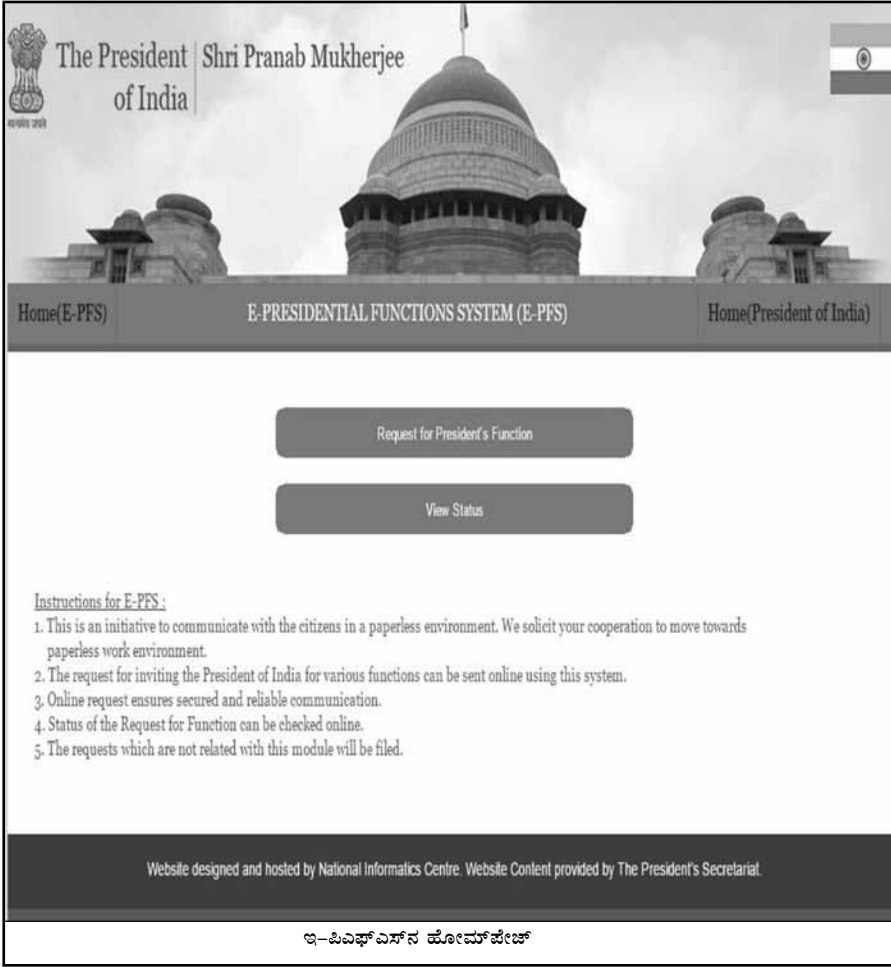 The President
of India
Shri Pranab Mukherjee
सत्यमेव जयते
Home(E-PFS)
E-PRESIDENTIAL FUNCTIONS SYSTEM (E-PFS)
Home(President of India)
Request for President's Function
View Status
Instructions for E-PFS :
1. This is an initiative to communicate with the citizens in a paperless environment. We solicit your cooperation to move towards
paperless work environment.
2. The request for inviting the President of India for various functions can be sent online using this system.
3. Online request ensures secured and reliable communication.
4. Status of the Request for Function can be checked online.
5. The requests which are not related with this module will be filed.
Website designed and hosted by National Informatics Centre. Website Content provided by The President's Secretariat.
ಇ–ಪಿಎಫ್‌ಎಸ್‌ನ ಹೋಮ್‌ಪೇಜ್